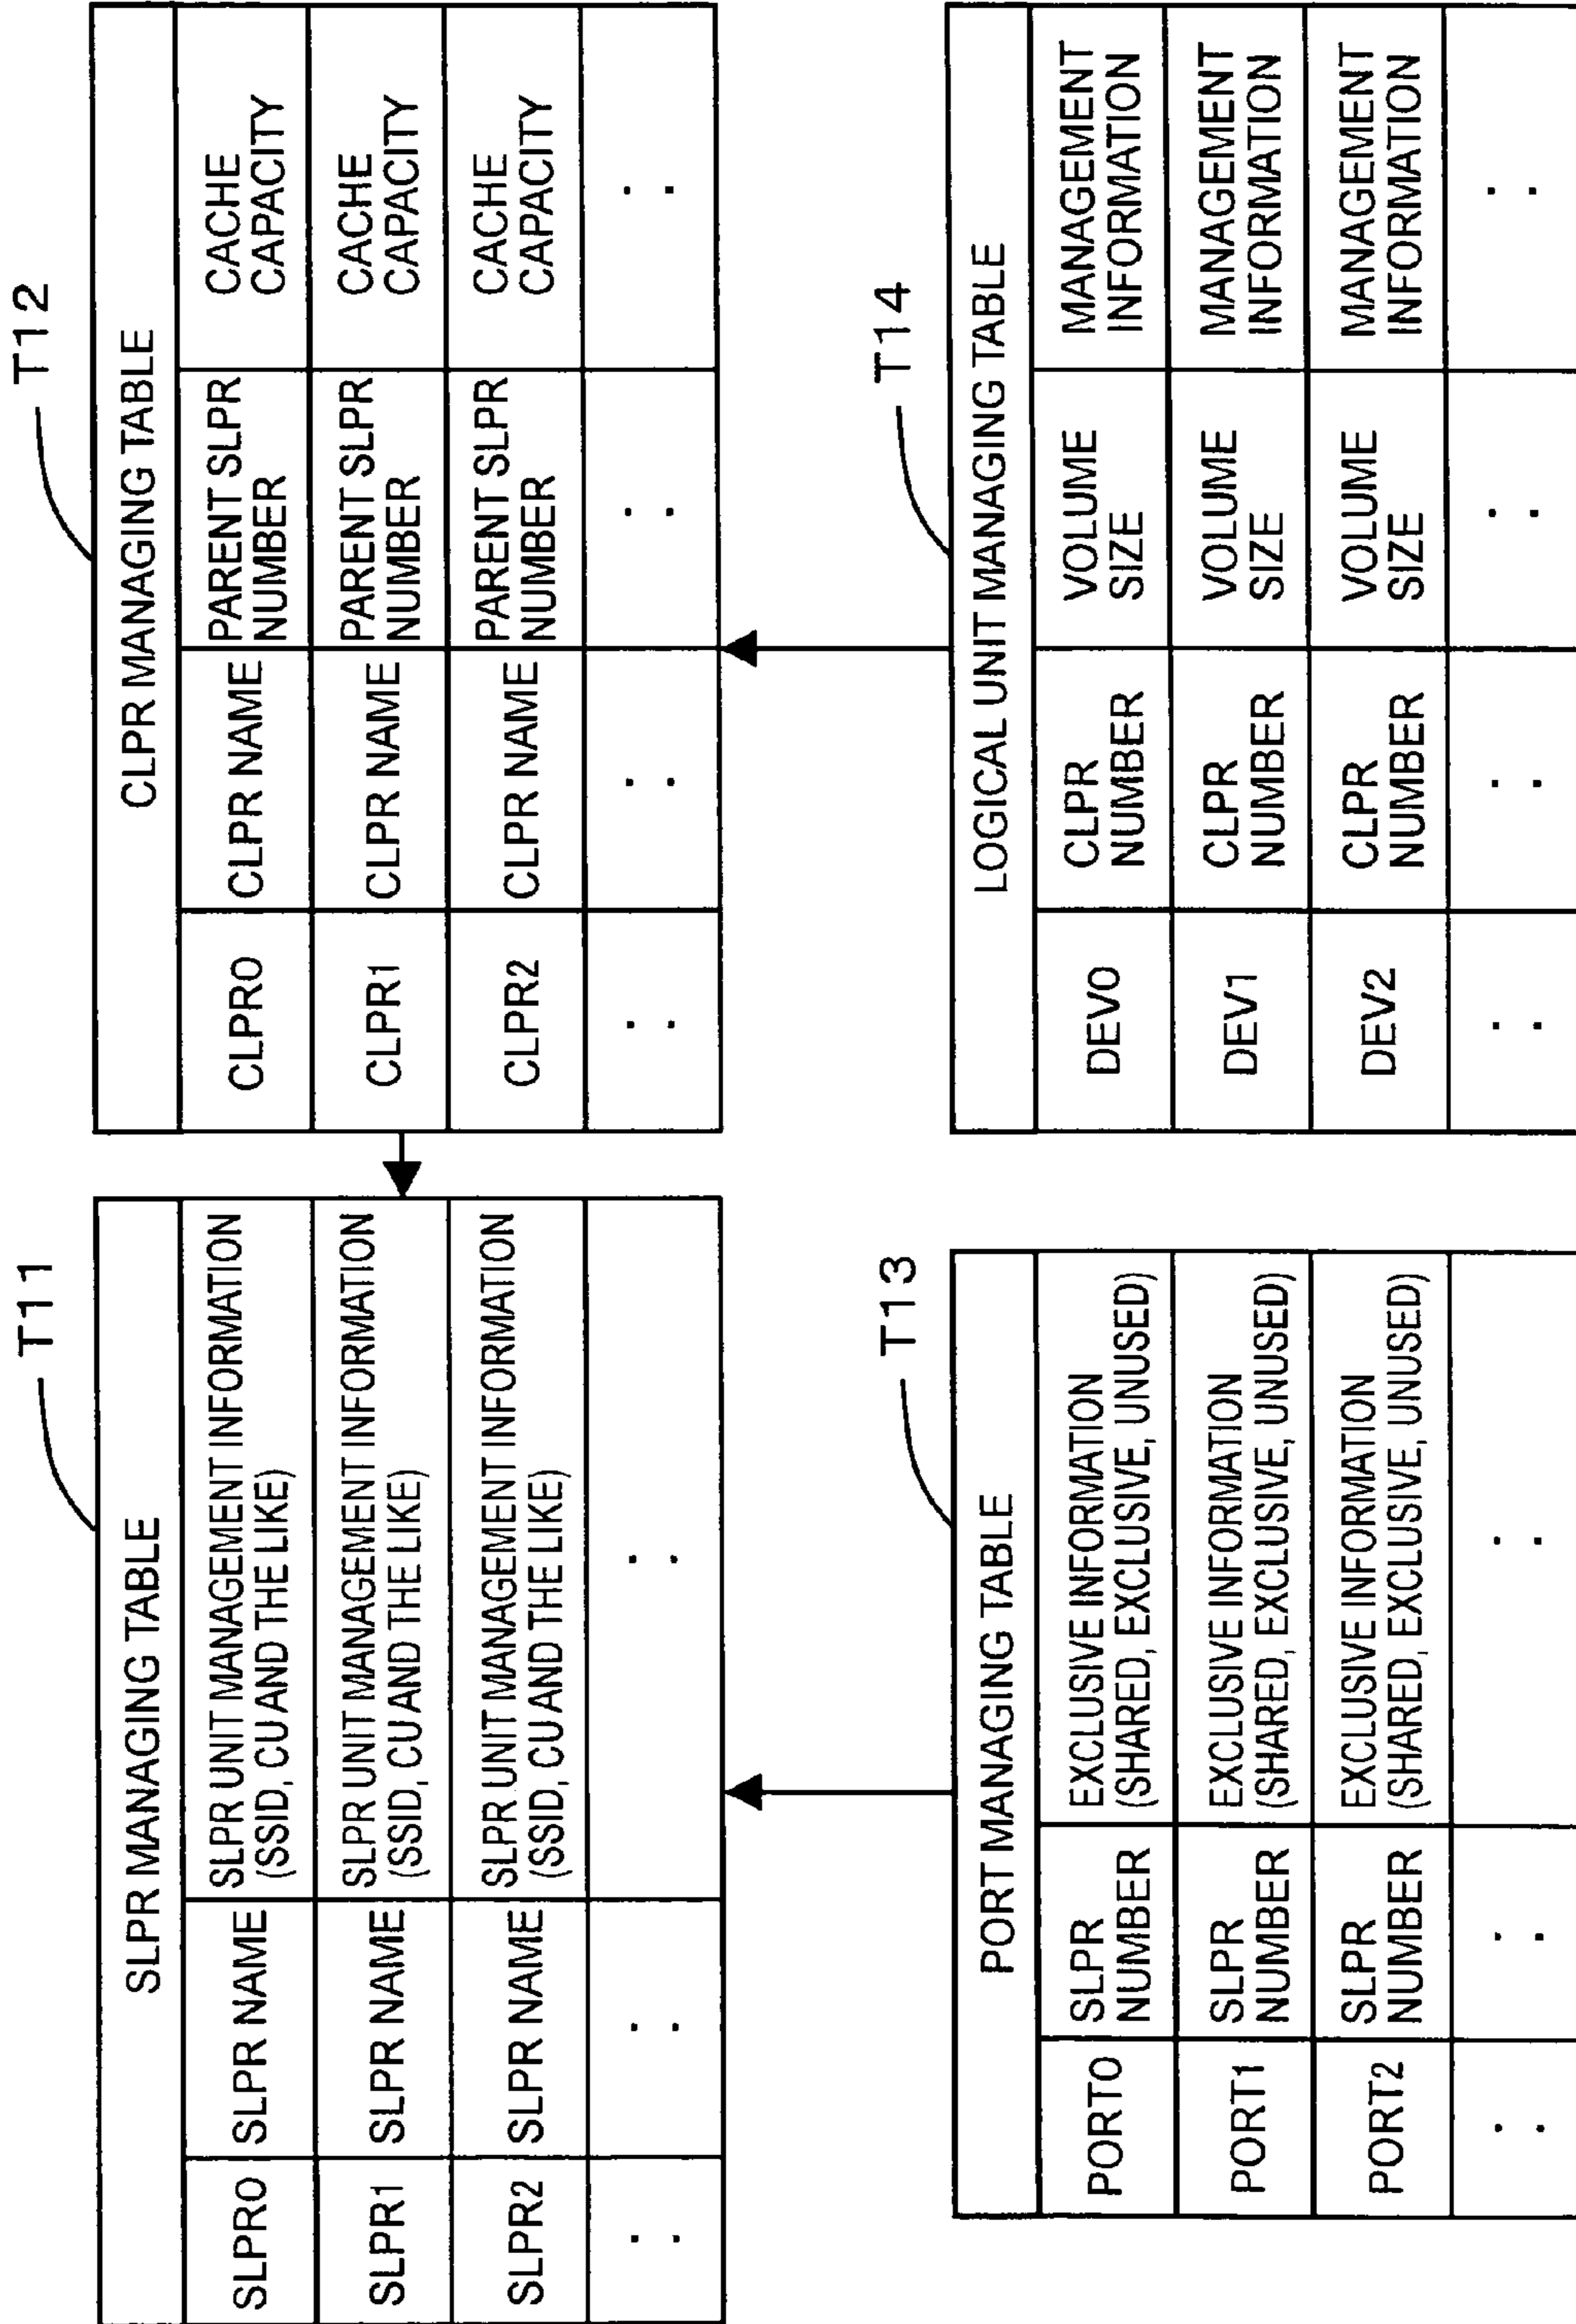 T11
SLPR MANAGING TABLE
SLPR0
SLPR NAME
SLPR UNIT MANAGEMENT INFORMATION
(SSID, CU AND THE LIKE)
SLPR1
SLPR NAME
SLPR UNIT MANAGEMENT INFORMATION
(SSID, CU AND THE LIKE)
SLPR2
SLPR NAME
SLPR UNIT MANAGEMENT INFORMATION
(SSID, CU AND THE LIKE)
: : :
T12
CLPR MANAGING TABLE
CLPR0
CLPR NAME
PARENT SLPR
NUMBER
CACHE
CAPACITY
CLPR1
CLPR NAME
PARENT SLPR
NUMBER
CACHE
CAPACITY
CLPR2
CLPR NAME
PARENT SLPR
NUMBER
CACHE
CAPACITY
: : : :
T13
PORT MANAGING TABLE
PORT0
SLPR
NUMBER
EXCLUSIVE INFORMATION
(SHARED, EXCLUSIVE, UNUSED)
PORT1
SLPR
NUMBER
EXCLUSIVE INFORMATION
(SHARED, EXCLUSIVE, UNUSED)
PORT2
SLPR
NUMBER
EXCLUSIVE INFORMATION
(SHARED, EXCLUSIVE, UNUSED)
: : :
T14
LOGICAL UNIT MANAGING TABLE
DEV0
CLPR
NUMBER
VOLUME
SIZE
MANAGEMENT
INFORMATION
DEV1
CLPR
NUMBER
VOLUME
SIZE
MANAGEMENT
INFORMATION
DEV2
CLPR
NUMBER
VOLUME
SIZE
MANAGEMENT
INFORMATION
: : : :